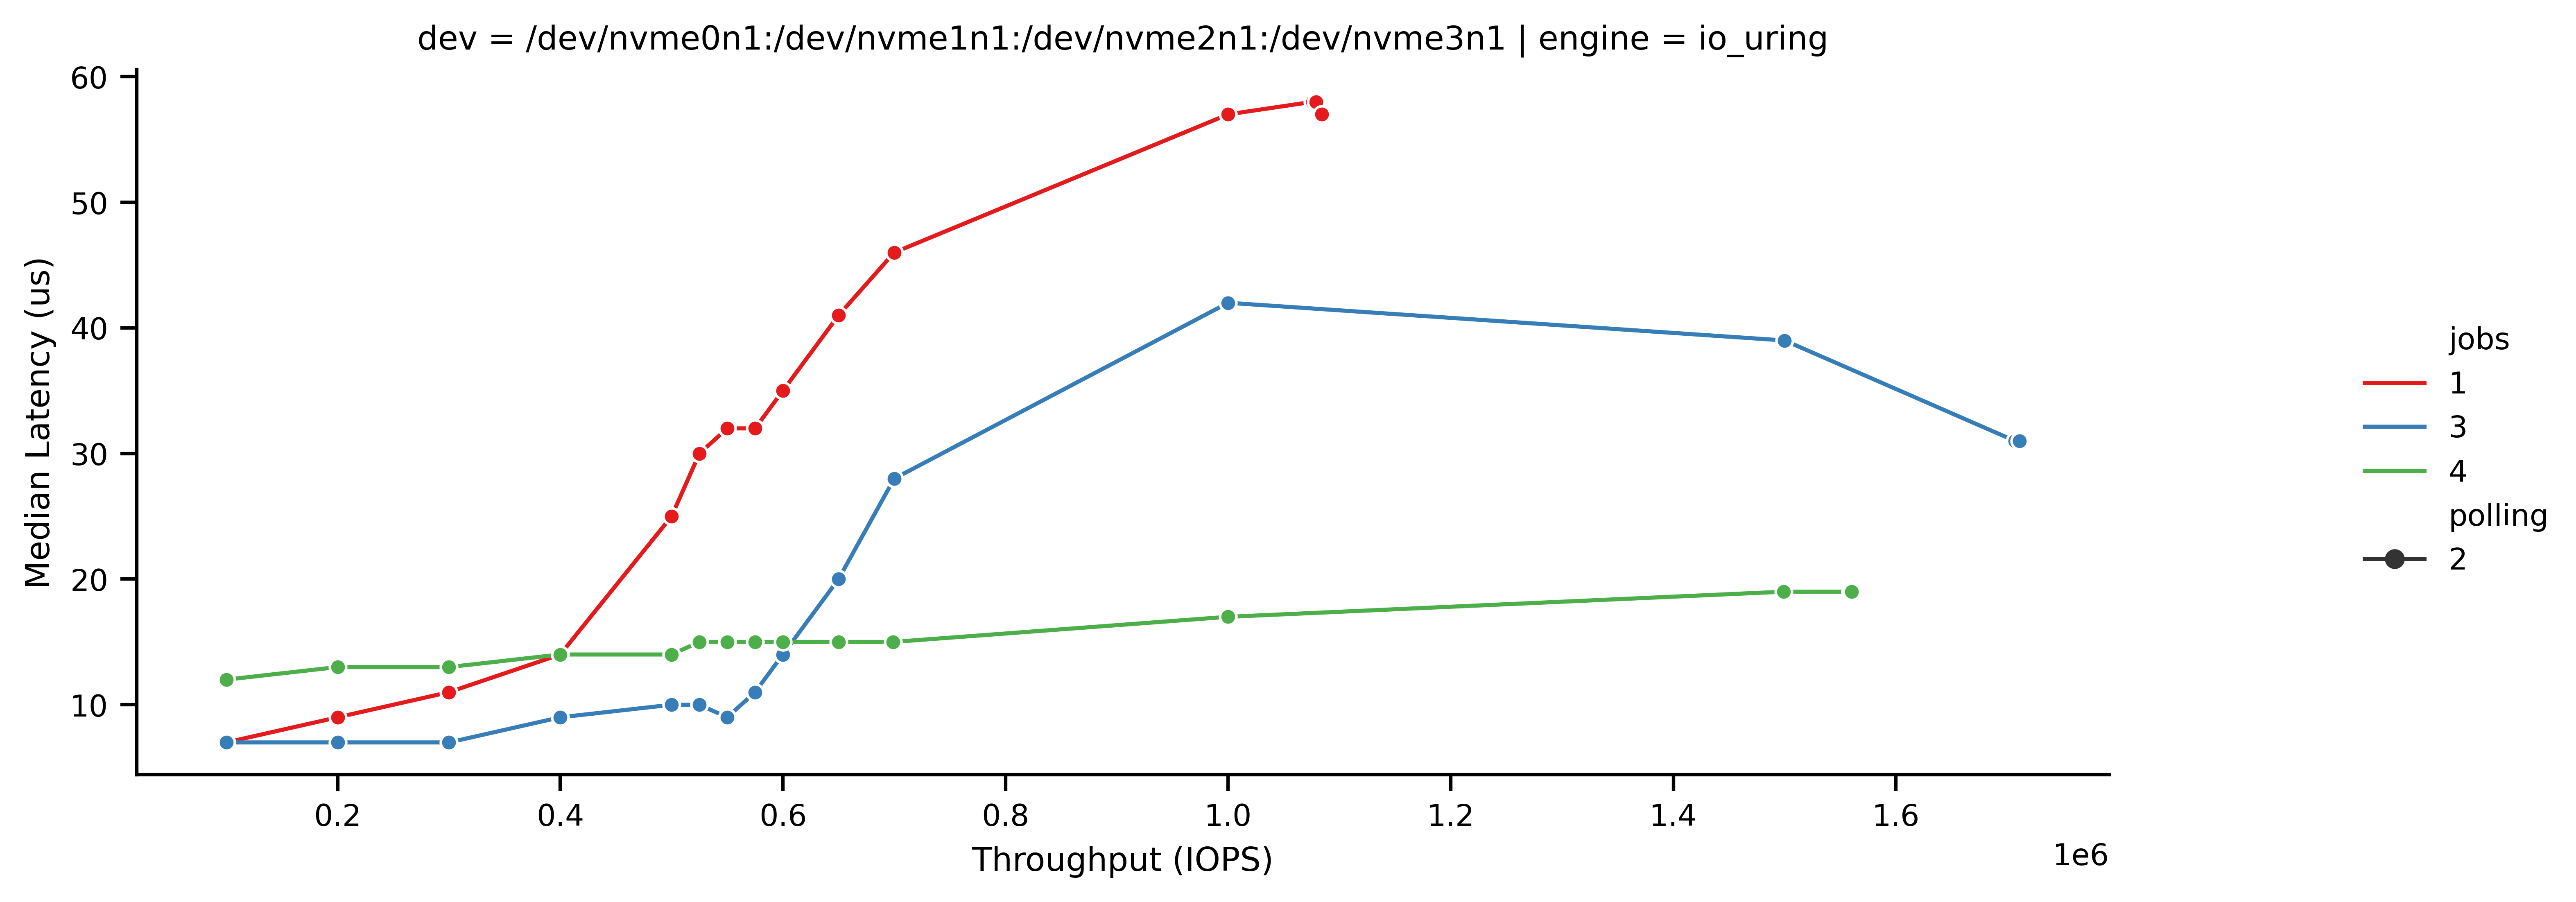 dev = /dev/nvme0n1:/dev/nvme1n1:/dev/nvme2n1:/dev/nvme3n1 | engine = io_uring
60
50
40
30
20
10
Median Latency (us)
0.2 0.4 0.6 0.8 1.0 1.2 1.4 1.6
1e6
Throughput (IOPS)
jobs
1
3
4
polling
2